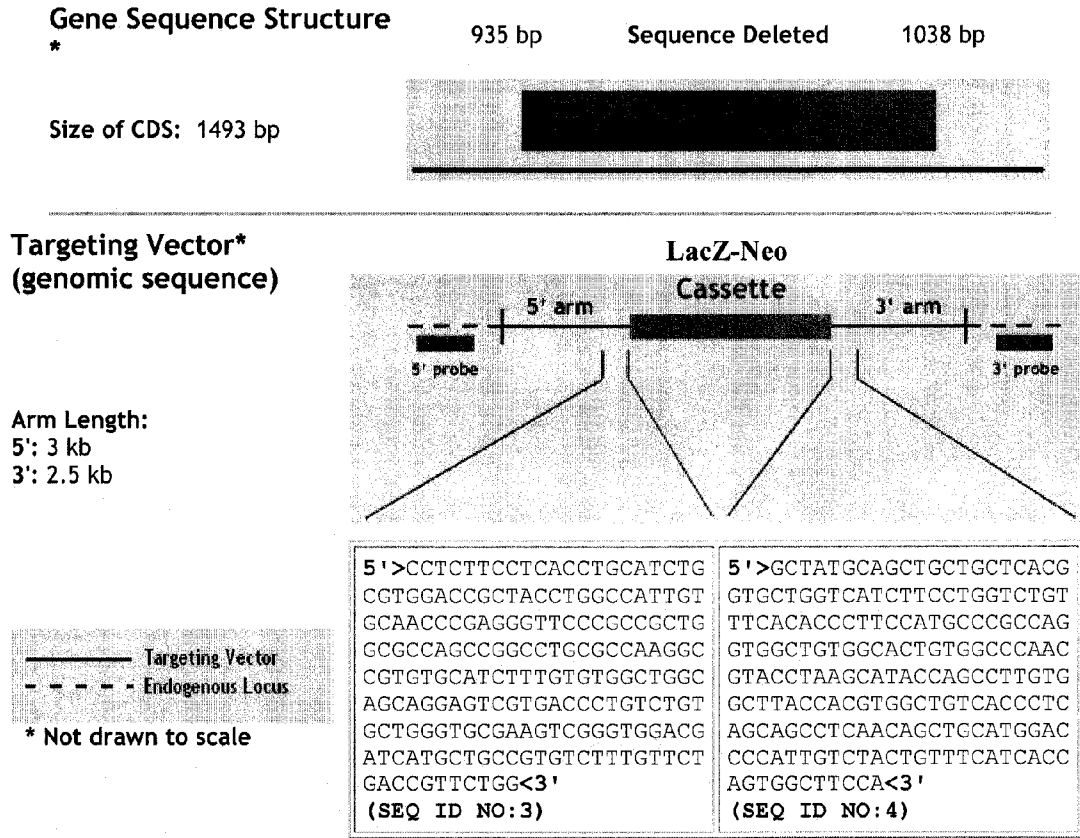 Gene Sequence Structure
*
935 bp Sequence Deleted 1038 bp
Size of CDS: 1493 bp
Targeting Vector*
(genomic sequence)
LacZ-Neo
Cassette
5' arm 3' arm
5' probe 3' probe
Arm Length:
5': 3 kb
3': 2.5 kb
5'>CCTCTTCCTCACCTGCATCTG
CGTGGACCGCTACCTGGCCATTGT
GCAACCCGAGGGTTCCCGCCGCTG
GCGCCAGCCGGCCTGCGCCAAGGC
CGTGTGCATCTTTGTGTGGCTGGC
AGCAGGAGTCGTGACCCTGTCTGT
GCTGGGTGCGAAGTCGGGTGGACG
ATCATGCTGCCGTGTCTTTGTTCT
GACCGTTCTGG<3'
(SEQ ID NO:3)
5'>GCTATGCAGCTGCTGCTCACG
GTGCTGGTCATCTTCCTGGTCTGT
TTCACACCCTTCCATGCCCGCCAG
GTGGCTGTGGCACTGTGGCCCAAC
GTACCTAAGCATACCAGCCTTGTG
GCTTACCACGTGGCTGTCACCCTC
AGCAGCCTCAACAGCTGCATGGAC
CCCATTGTCTACTGTTTCATCACC
AGTGGCTTCCA<3'
(SEQ ID NO:4)
Targeting Vector
Endogenous Locus
* Not drawn to scale